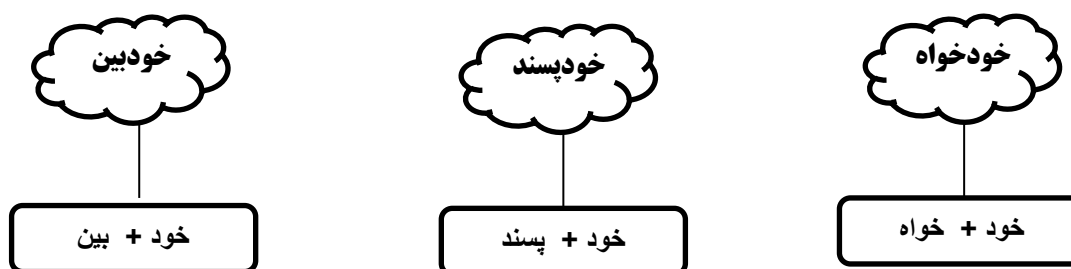 خودخواه
خودپسند
خودبین
خود + خواه
خود + پسند
خود + بین